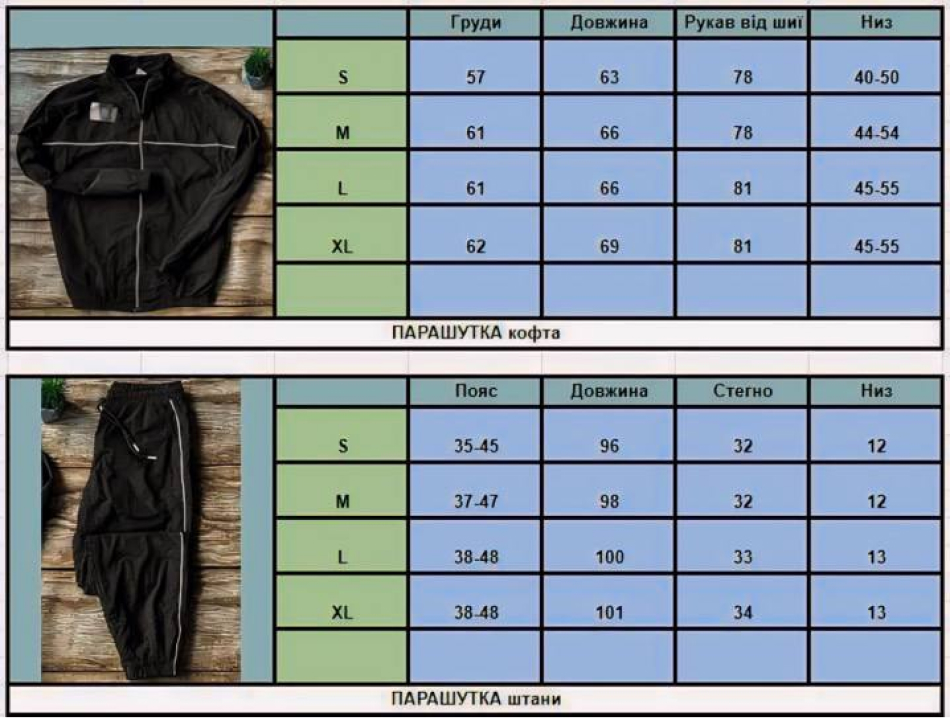 Груди Довжина Рукав від шиї Низ
S 57 63 78 40-50
M 61 66 78 44-54
L 61 66 81 45-55
XL 62 69 81 45-55
ПАРАШУТКА кофта
Пояс Довжина Стегно Низ
S 35-45 96 32 12
M 37-47 98 32 12
L 38-48 100 33 13
XL 38-48 101 34 13
ПАРАШУТКА штани